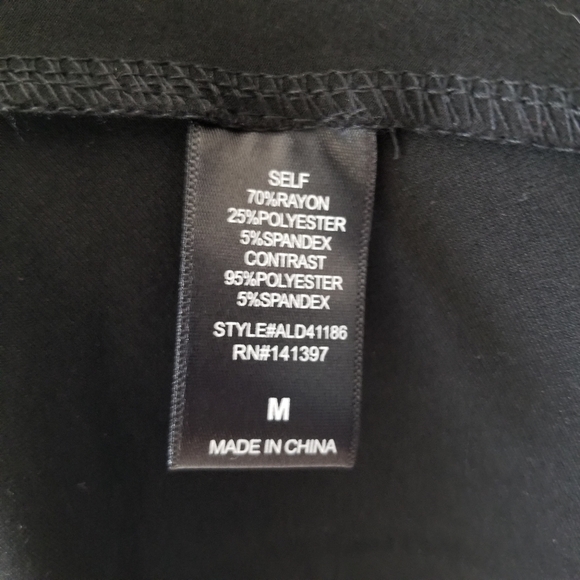 SELF
70%RAYON
25%POLYESTER
5%SPANDEX
CONTRAST
95%POLYESTER
5%SPANDEX
STYLE#ALD41186
RN#141397
M
MADE IN CHINA